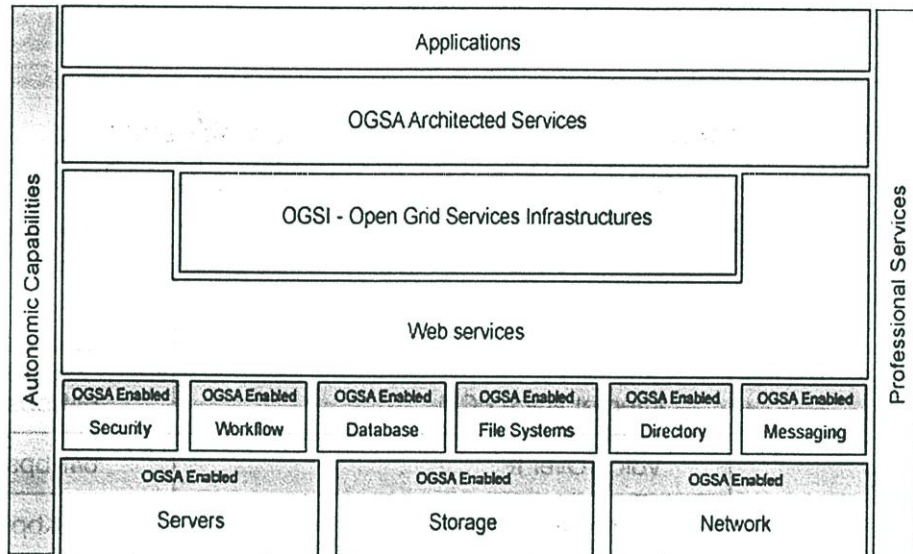 Applications
OGSA Architected Services
OGSI - Open Grid Services Infrastructures
Web services
Autonomic Capabilities
Professional Services
OGSA Enabled
Security
OGSA Enabled
Workflow
OGSA Enabled
Database
OGSA Enabled
File Systems
OGSA Enabled
Directory
OGSA Enabled
Messaging
OGSA Enabled
Servers
OGSA Enabled
Storage
OGSA Enabled
Network